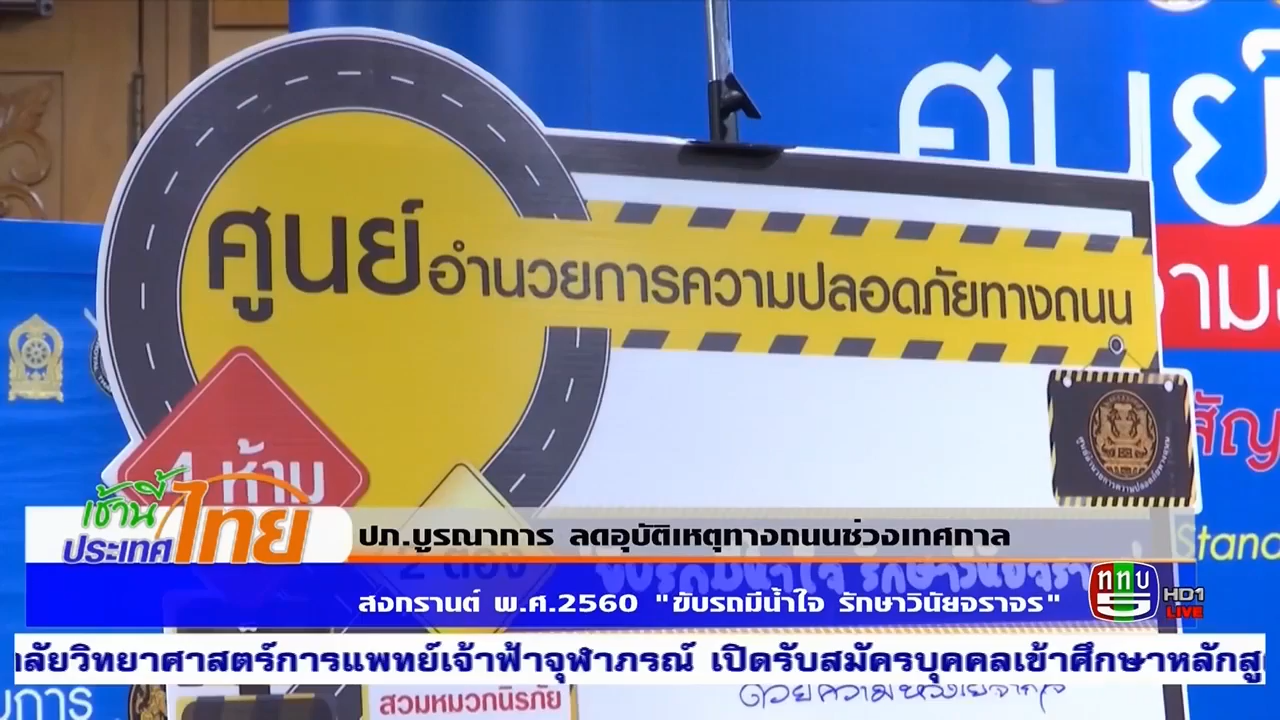 ศูนย์
ศูนย์อำนวยการความปลอดภัยทางถนน
4 ห้าม
2 ต้อง
เช้านี้
ประเทศไทย
ปภ.บูรณาการ ลดอุบัติเหตุทางถนนช่วงเทศกาล
สงกรานต์ พ.ศ.2560 "ขับรถมีน้ำใจ รักษาวินัยจราจร"
ททบ
5
HD1
LIVE
ลัยวิทยาศาสตร์การแพทย์เจ้าฟ้าจุฬาภรณ์ เปิดรับสมัครบุคคลเข้าศึกษาหลักสู
สวมหมวกนิรภัย